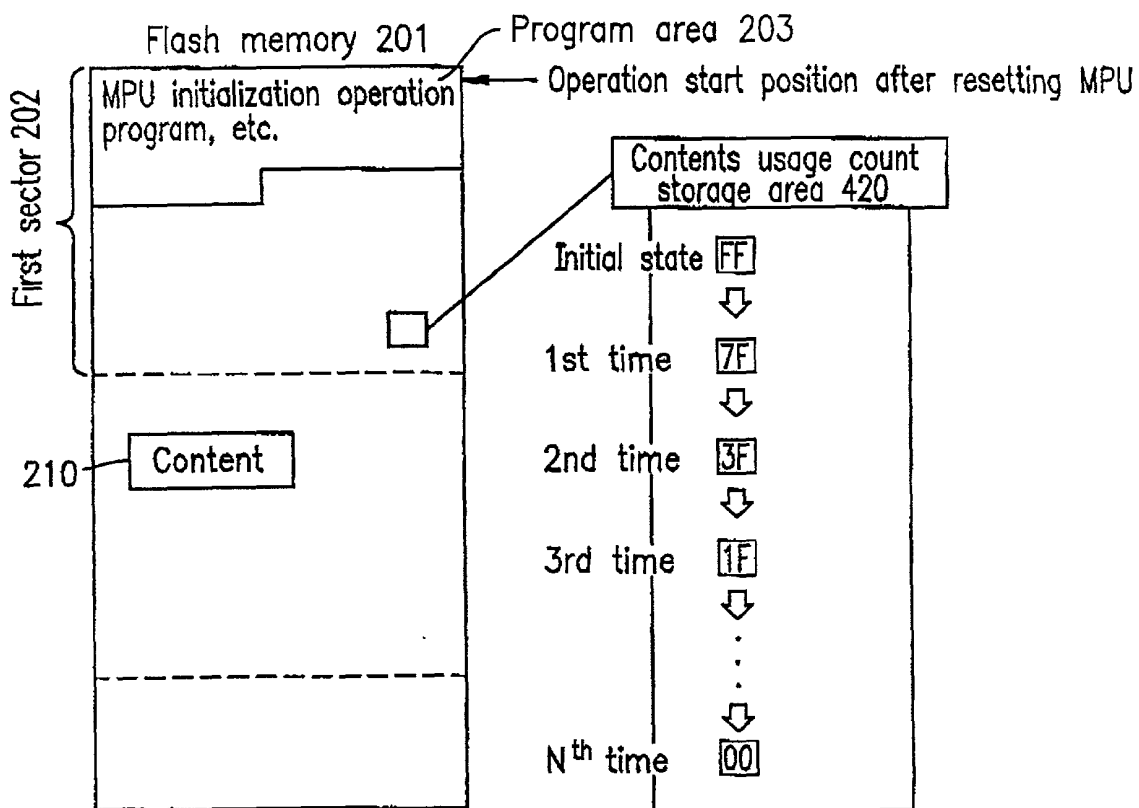 Flash memory 201
Program area 203
MPU initialization operation
program, etc.
Operation start position after resetting MPU
First sector 202
Contents usage count
storage area 420
Initial state FF
1st time 7F
210
Content
2nd time 3F
3rd time 1F
Nth time 00